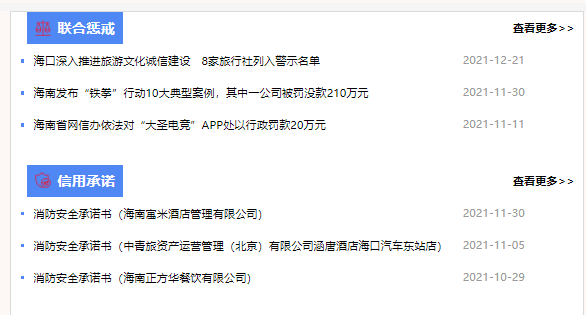 联合惩戒 查看更多>>
海口深入推进旅游文化诚信建设 8家旅行社列入警示名单 2021-12-21
海南发布“铁拳”行动10大典型案例，其中一公司被罚没款210万元 2021-11-30
海南省网信办依法对“大圣电竞”APP处以行政罚款20万元 2021-11-11
信用承诺 查看更多>>
消防安全承诺书（海南富米酒店管理有限公司） 2021-11-30
消防安全承诺书（中青旅资产运营管理（北京）有限公司涵唐酒店海口汽车东站店） 2021-11-05
消防安全承诺书（海南正方华餐饮有限公司） 2021-10-29